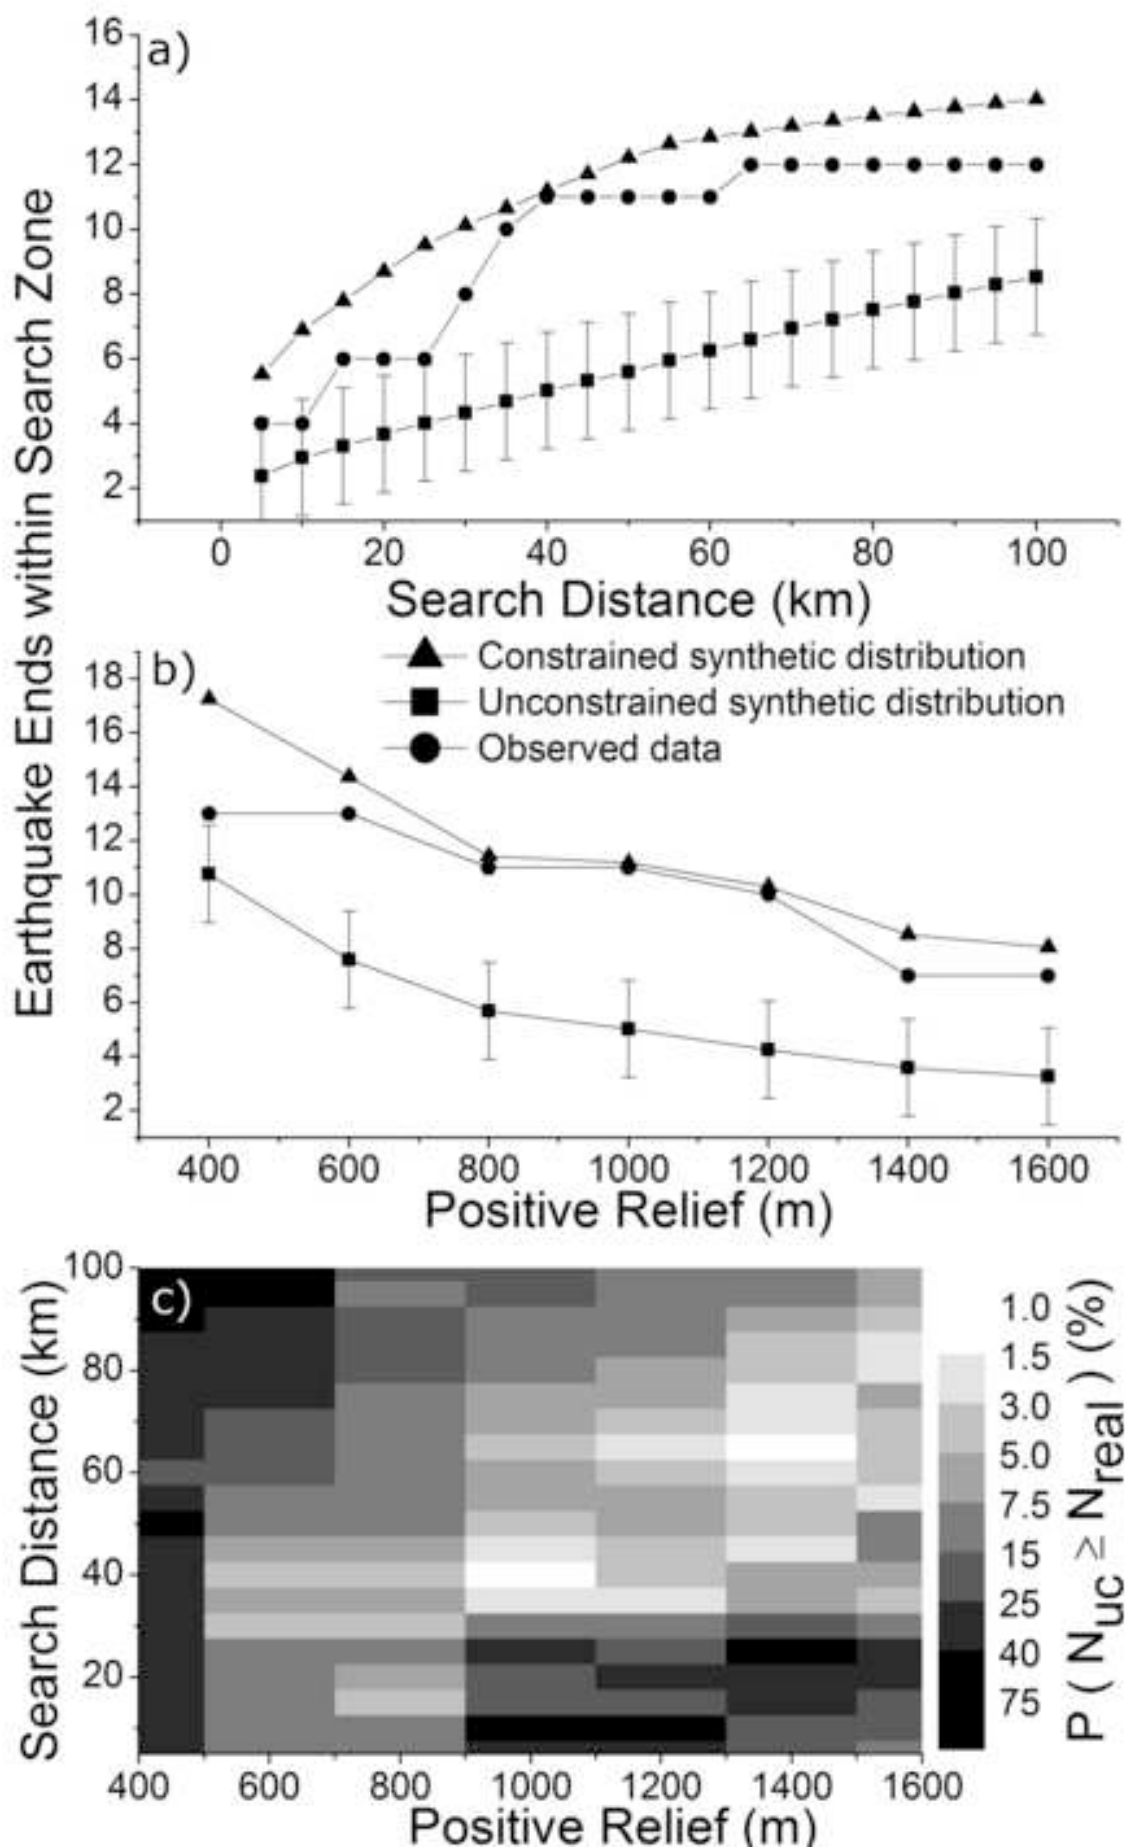 Earthquake Ends within Search Zone
a)
16
14
12
10
8
6
4
2
0 20 40 60 80 100
Search Distance (km)
b)
Constrained synthetic distribution
Unconstrained synthetic distribution
Observed data
18
16
14
12
10
8
6
4
2
400 600 800 1000 1200 1400 1600
Positive Relief (m)
c)
Search Distance (km)
100
80
60
40
20
400 600 800 1000 1200 1400 1600
Positive Relief (m)
1.0
1.5
3.0
5.0
7.5
15
25
40
75
P ( Nuc ≥ Nreal ) (%)